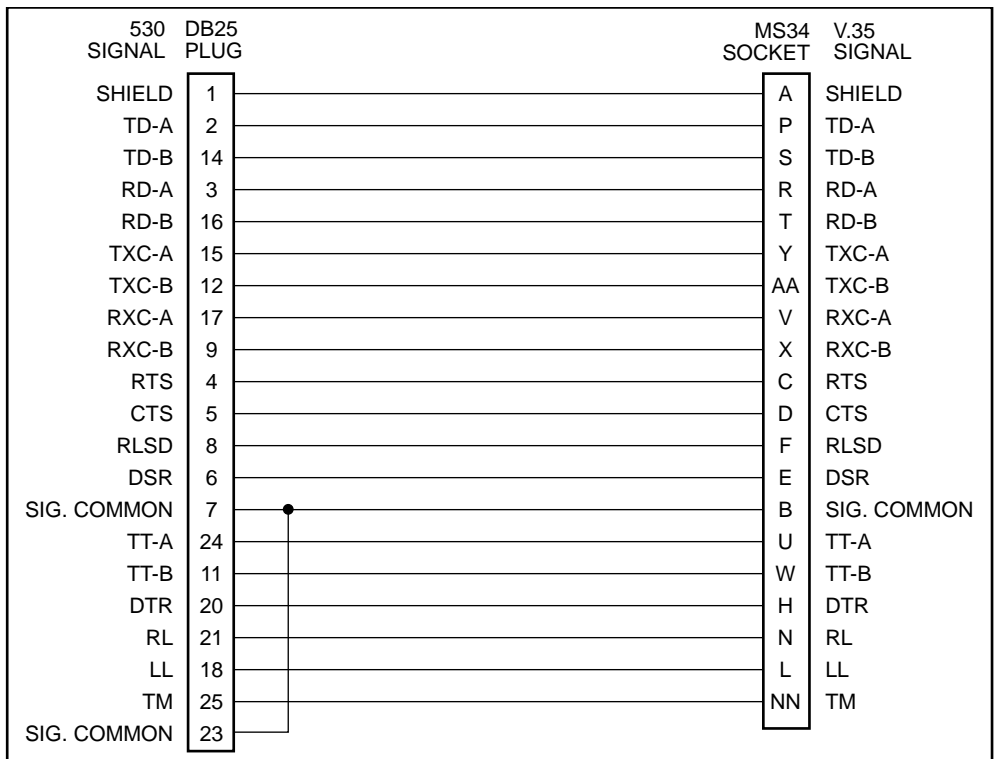 530 DB25 MS34 V.35
SIGNAL PLUG SOCKET SIGNAL
SHIELD 1 A SHIELD
TD-A 2 P TD-A
TD-B 14 S TD-B
RD-A 3 R RD-A
RD-B 16 T RD-B
TXC-A 15 Y TXC-A
TXC-B 12 AA TXC-B
RXC-A 17 V RXC-A
RXC-B 9 X RXC-B
RTS 4 C RTS
CTS 5 D CTS
RLSD 8 F RLSD
DSR 6 E DSR
SIG. COMMON 7 B SIG. COMMON
TT-A 24 U TT-A
TT-B 11 W TT-B
DTR 20 H DTR
RL 21 N RL
LL 18 L LL
TM 25 NN TM
SIG. COMMON 23